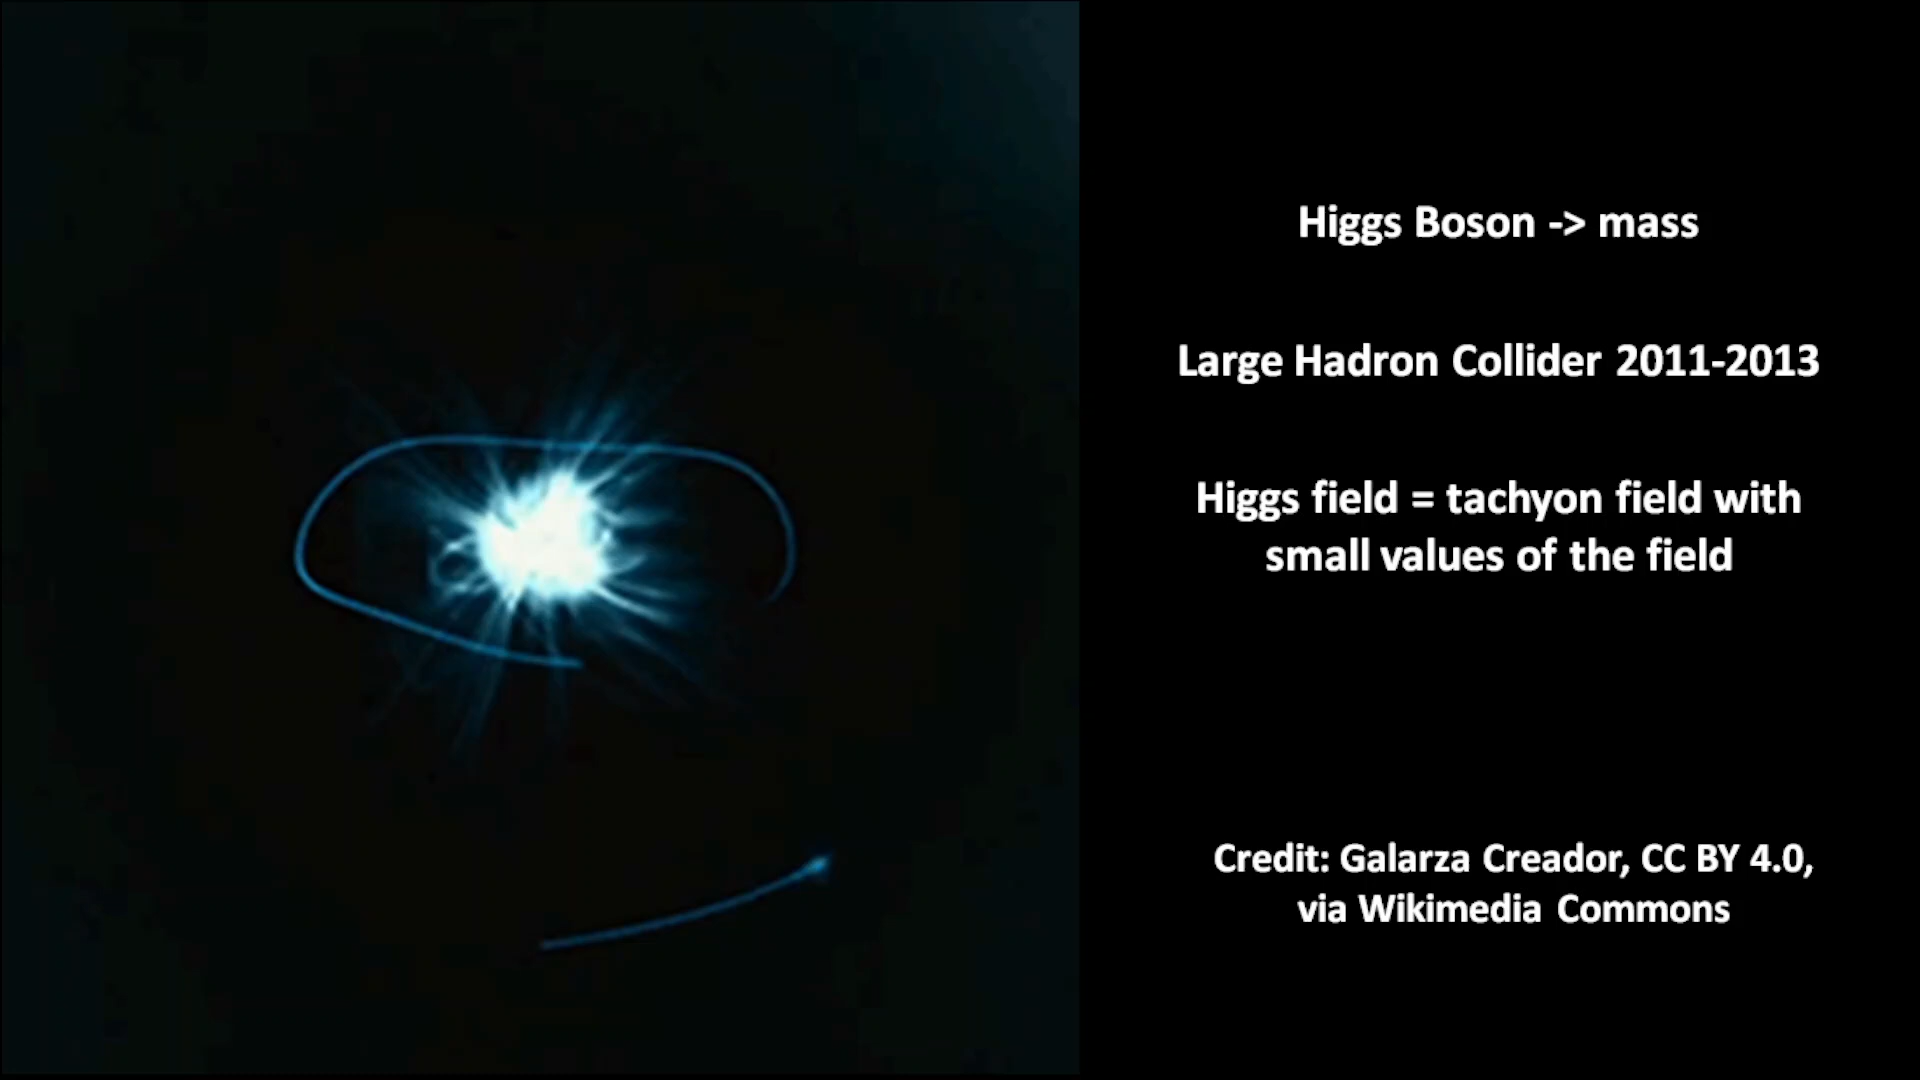 Higgs Boson -> mass
Large Hadron Collider 2011-2013
Higgs field = tachyon field with
small values of the field
Credit: Galarza Creador, CC BY 4.0,
via Wikimedia Commons